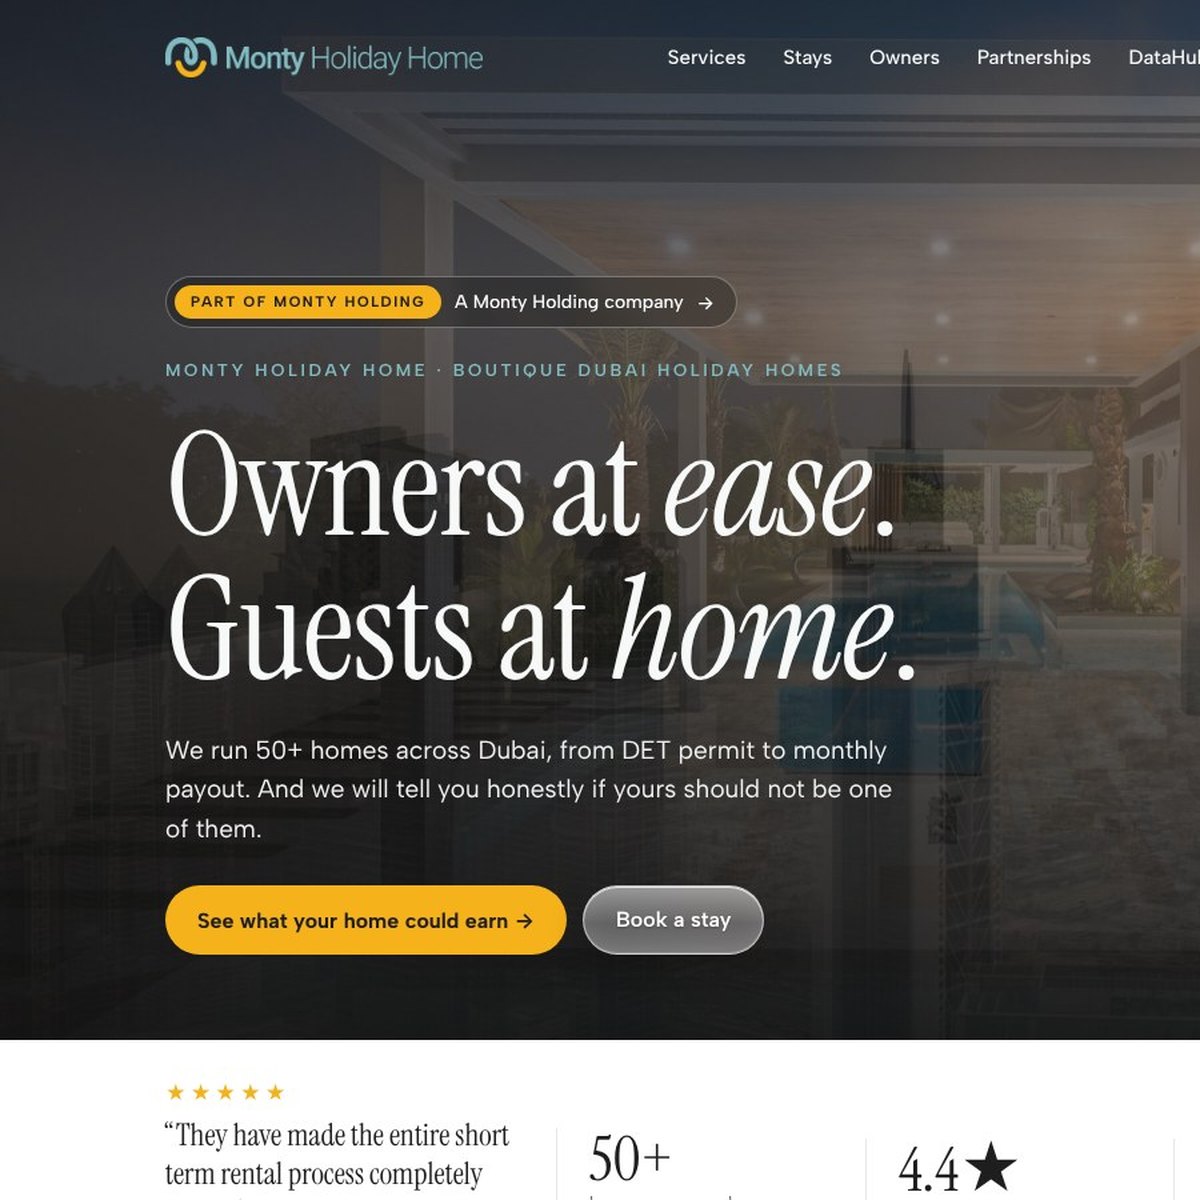 Monty Holiday Home
Services Stays Owners Partnerships
PART OF MONTY HOLDING A Monty Holding company →
MONTY HOLIDAY HOME · BOUTIQUE DUBAI HOLIDAY HOMES
Owners at ease.
Guests at home.
We run 50+ homes across Dubai, from DET permit to monthly
payout. And we will tell you honestly if yours should not be one
of them.
See what your home could earn → Book a stay
★★★★★
“They have made the entire short
term rental process completely
50+
4.4★